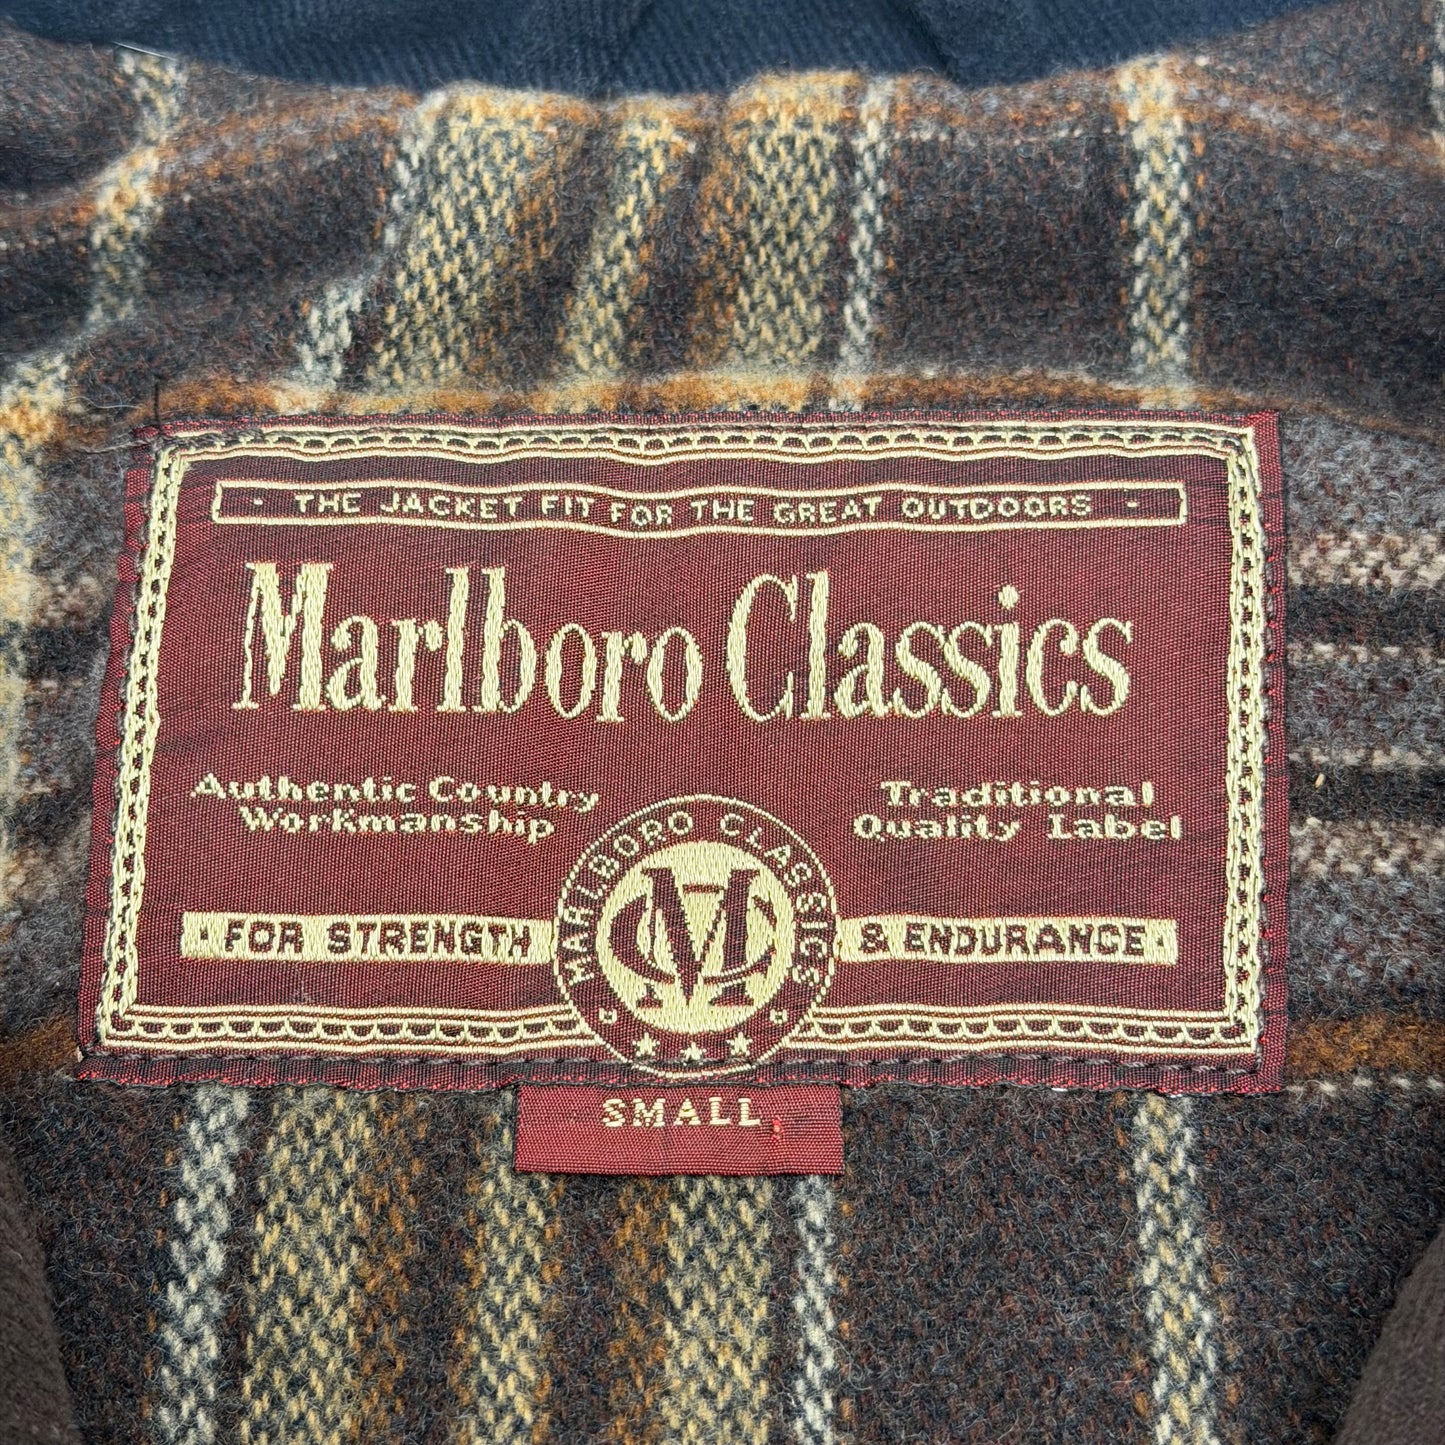 · THE JACKET FIT FOR THE GREAT OUTDOORS ·
Marlboro Classics
Authentic Country
Workmanship
Traditional
Quality Label
MARLBORO CLASSICS
MC
· FOR STRENGTH
& ENDURANCE ·
SMALL